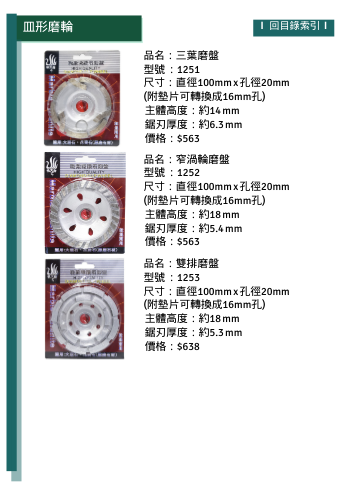 皿形磨輪
I 回目錄索引 I
品名：三葉磨盤
型號：1251
尺寸：直徑100mm x 孔徑20mm
(附墊片可轉換成16mm孔)
主體高度：約14mm
鋸刃厚度：約6.3mm
價格：$563
品名：窄渦輪磨盤
型號：1252
尺寸：直徑100mm x 孔徑20mm
(附墊片可轉換成16mm孔)
主體高度：約18mm
鋸刃厚度：約5.4mm
價格：$563
品名：雙排磨盤
型號：1253
尺寸：直徑100mm x 孔徑20mm
(附墊片可轉換成16mm孔)
主體高度：約18mm
鋸刃厚度：約5.3mm
價格：$638